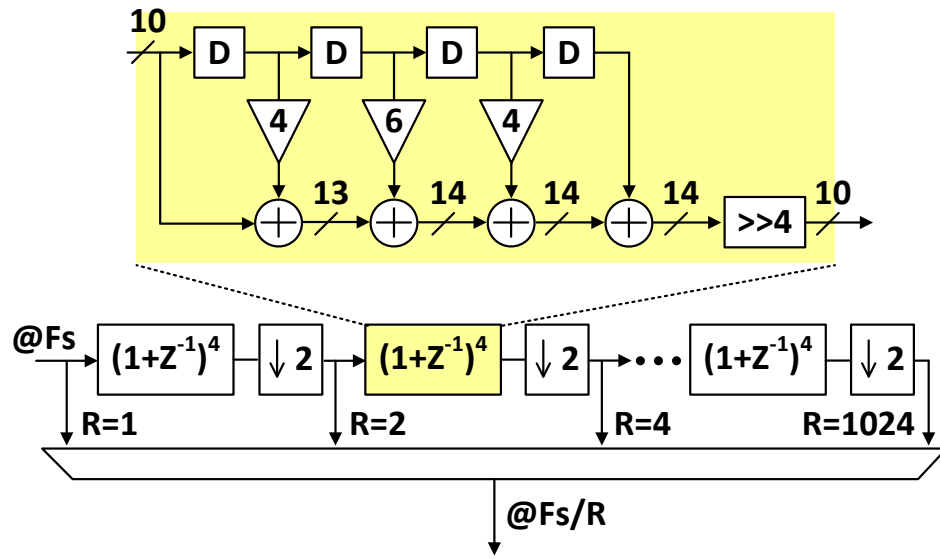 10
D D D D
4 6 4
13 14 14 14 10
+ + + + >>4
@Fs
(1+Z⁻¹)⁴ ↓ 2 (1+Z⁻¹)⁴ ↓ 2 ••• (1+Z⁻¹)⁴ ↓ 2
R=1 R=2 R=4 R=1024
@Fs/R